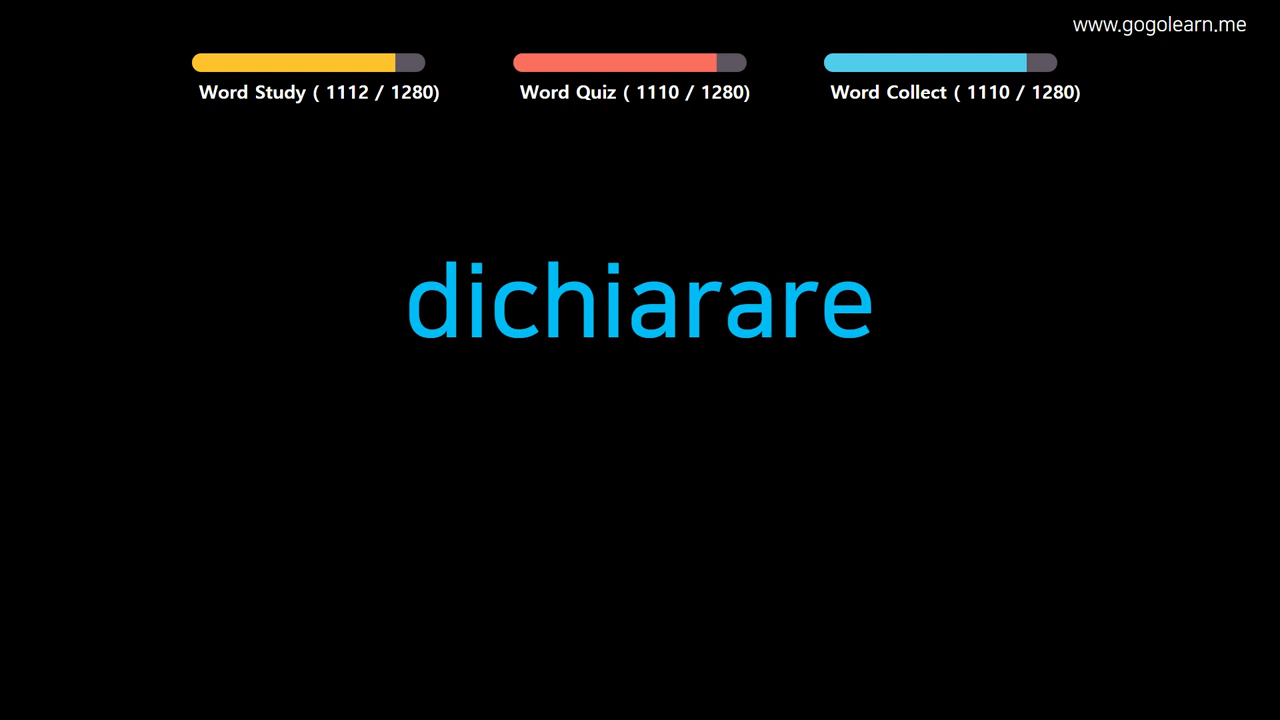 www.gogolearn.me
Word Study ( 1112 / 1280)
Word Quiz ( 1110 / 1280)
Word Collect ( 1110 / 1280)
dichiarare